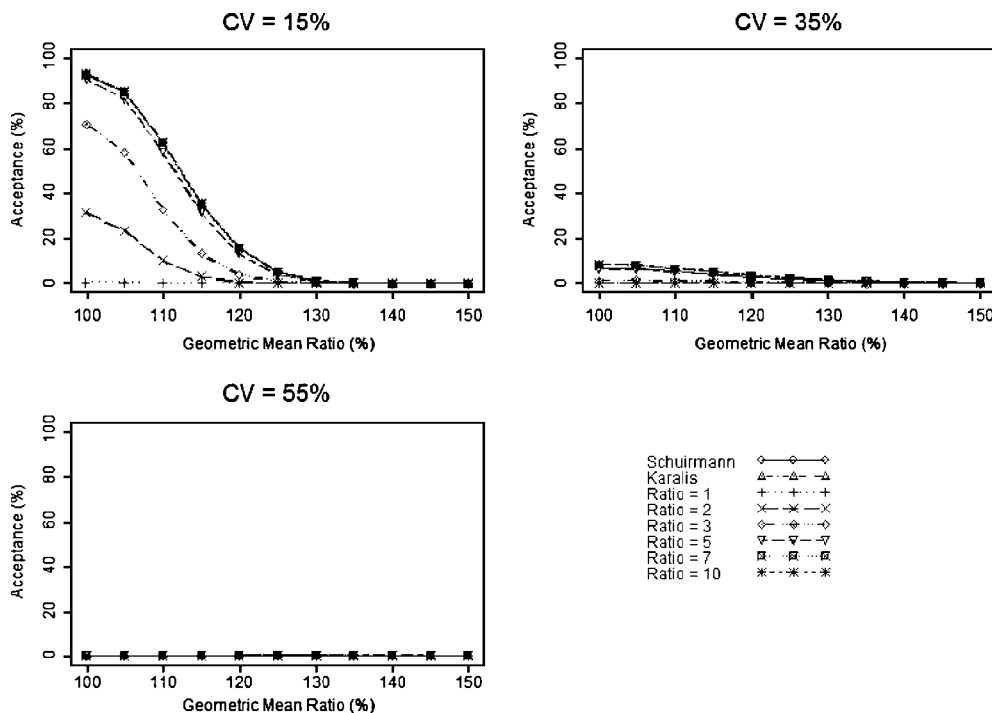 CV = 15%
Acceptance (%)
100
80
60
40
20
0
100 110 120 130 140 150
Geometric Mean Ratio (%)
CV = 35%
Acceptance (%)
100
80
60
40
20
0
100 110 120 130 140 150
Geometric Mean Ratio (%)
CV = 55%
Acceptance (%)
100
80
60
40
20
0
100 110 120 130 140 150
Geometric Mean Ratio (%)
Schuirmann
Karalis
Ratio = 1
Ratio = 2
Ratio = 3
Ratio = 5
Ratio = 7
Ratio = 10